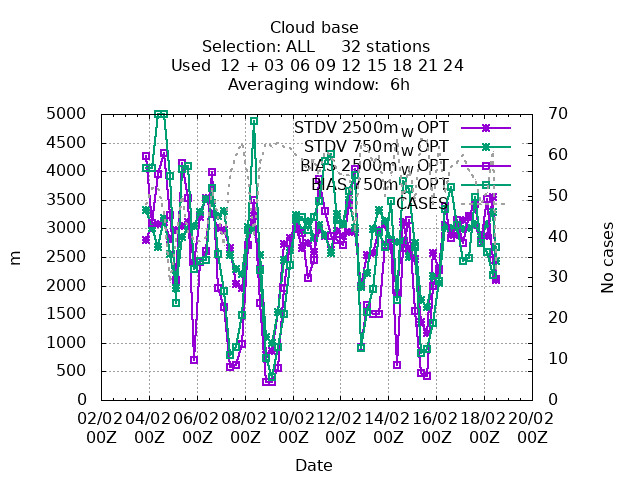 Cloud base
Selection: ALL 32 stations
Used 12 + 03 06 09 12 15 18 21 24
Averaging window: 6h
5000 4500 4000 3500 3000 2500 2000 1500 1000 500 0
m
70 60 50 40 30 20 10 0
No cases
STDV 2500m_w OPT
STDV 750m_w OPT
BIAS 2500m_w OPT
BIAS 750m_w OPT
CASES
02/02 04/02 06/02 08/02 10/02 12/02 14/02 16/02 18/02 20/02
00Z 00Z 00Z 00Z 00Z 00Z 00Z 00Z 00Z 00Z
Date